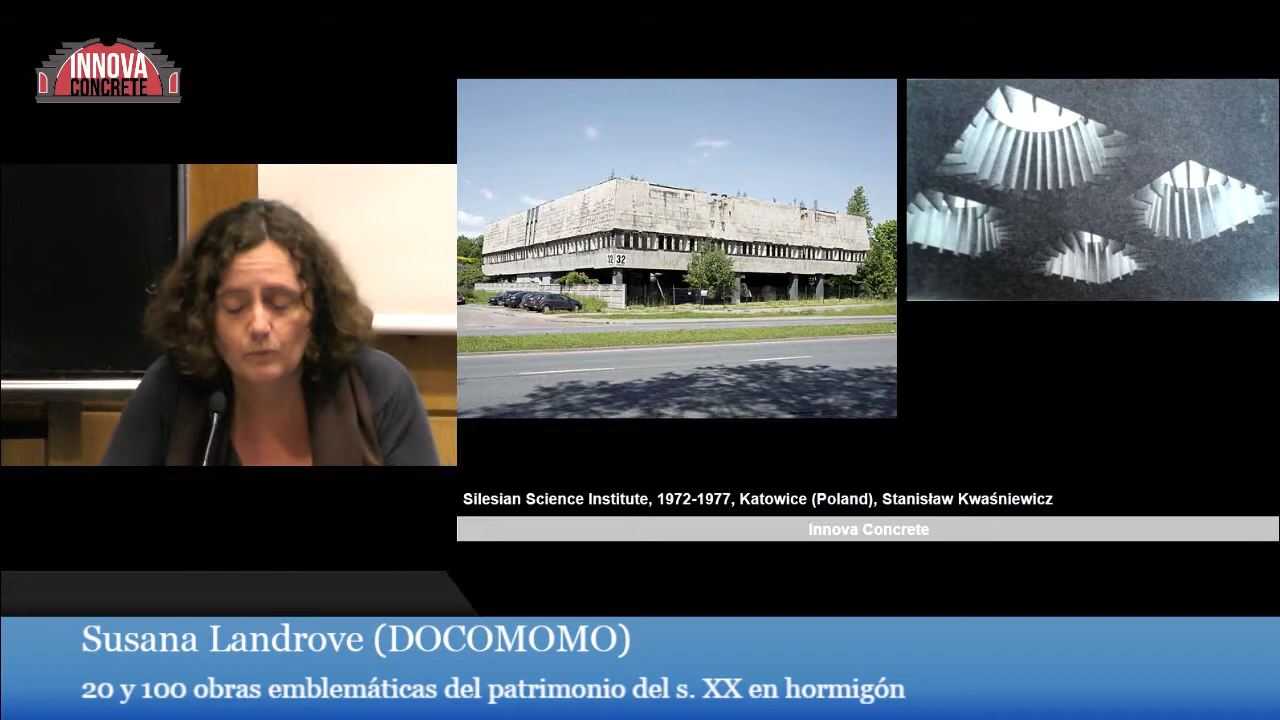 INNOVA
CONCRETE
32
Silesian Science Institute, 1972-1977, Katowice (Poland), Stanisław Kwaśniewicz
Innova Concrete
Susana Landrove (DOCOMOMO)
20 y 100 obras emblemáticas del patrimonio del s. XX en hormigón